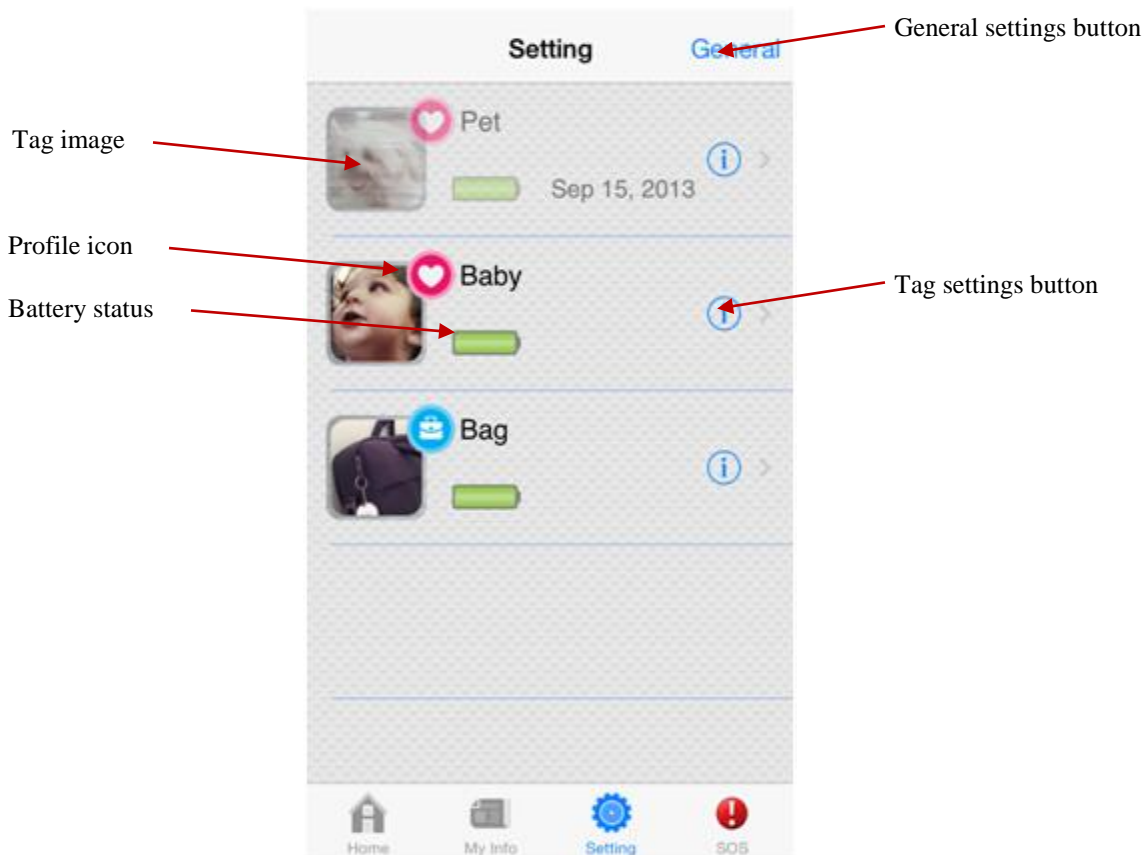 General settings button
Setting General
Tag image
Pet
Sep 15, 2013
Profile icon
Baby
Battery status
Tag settings button
Bag
Home My Info Setting SOS